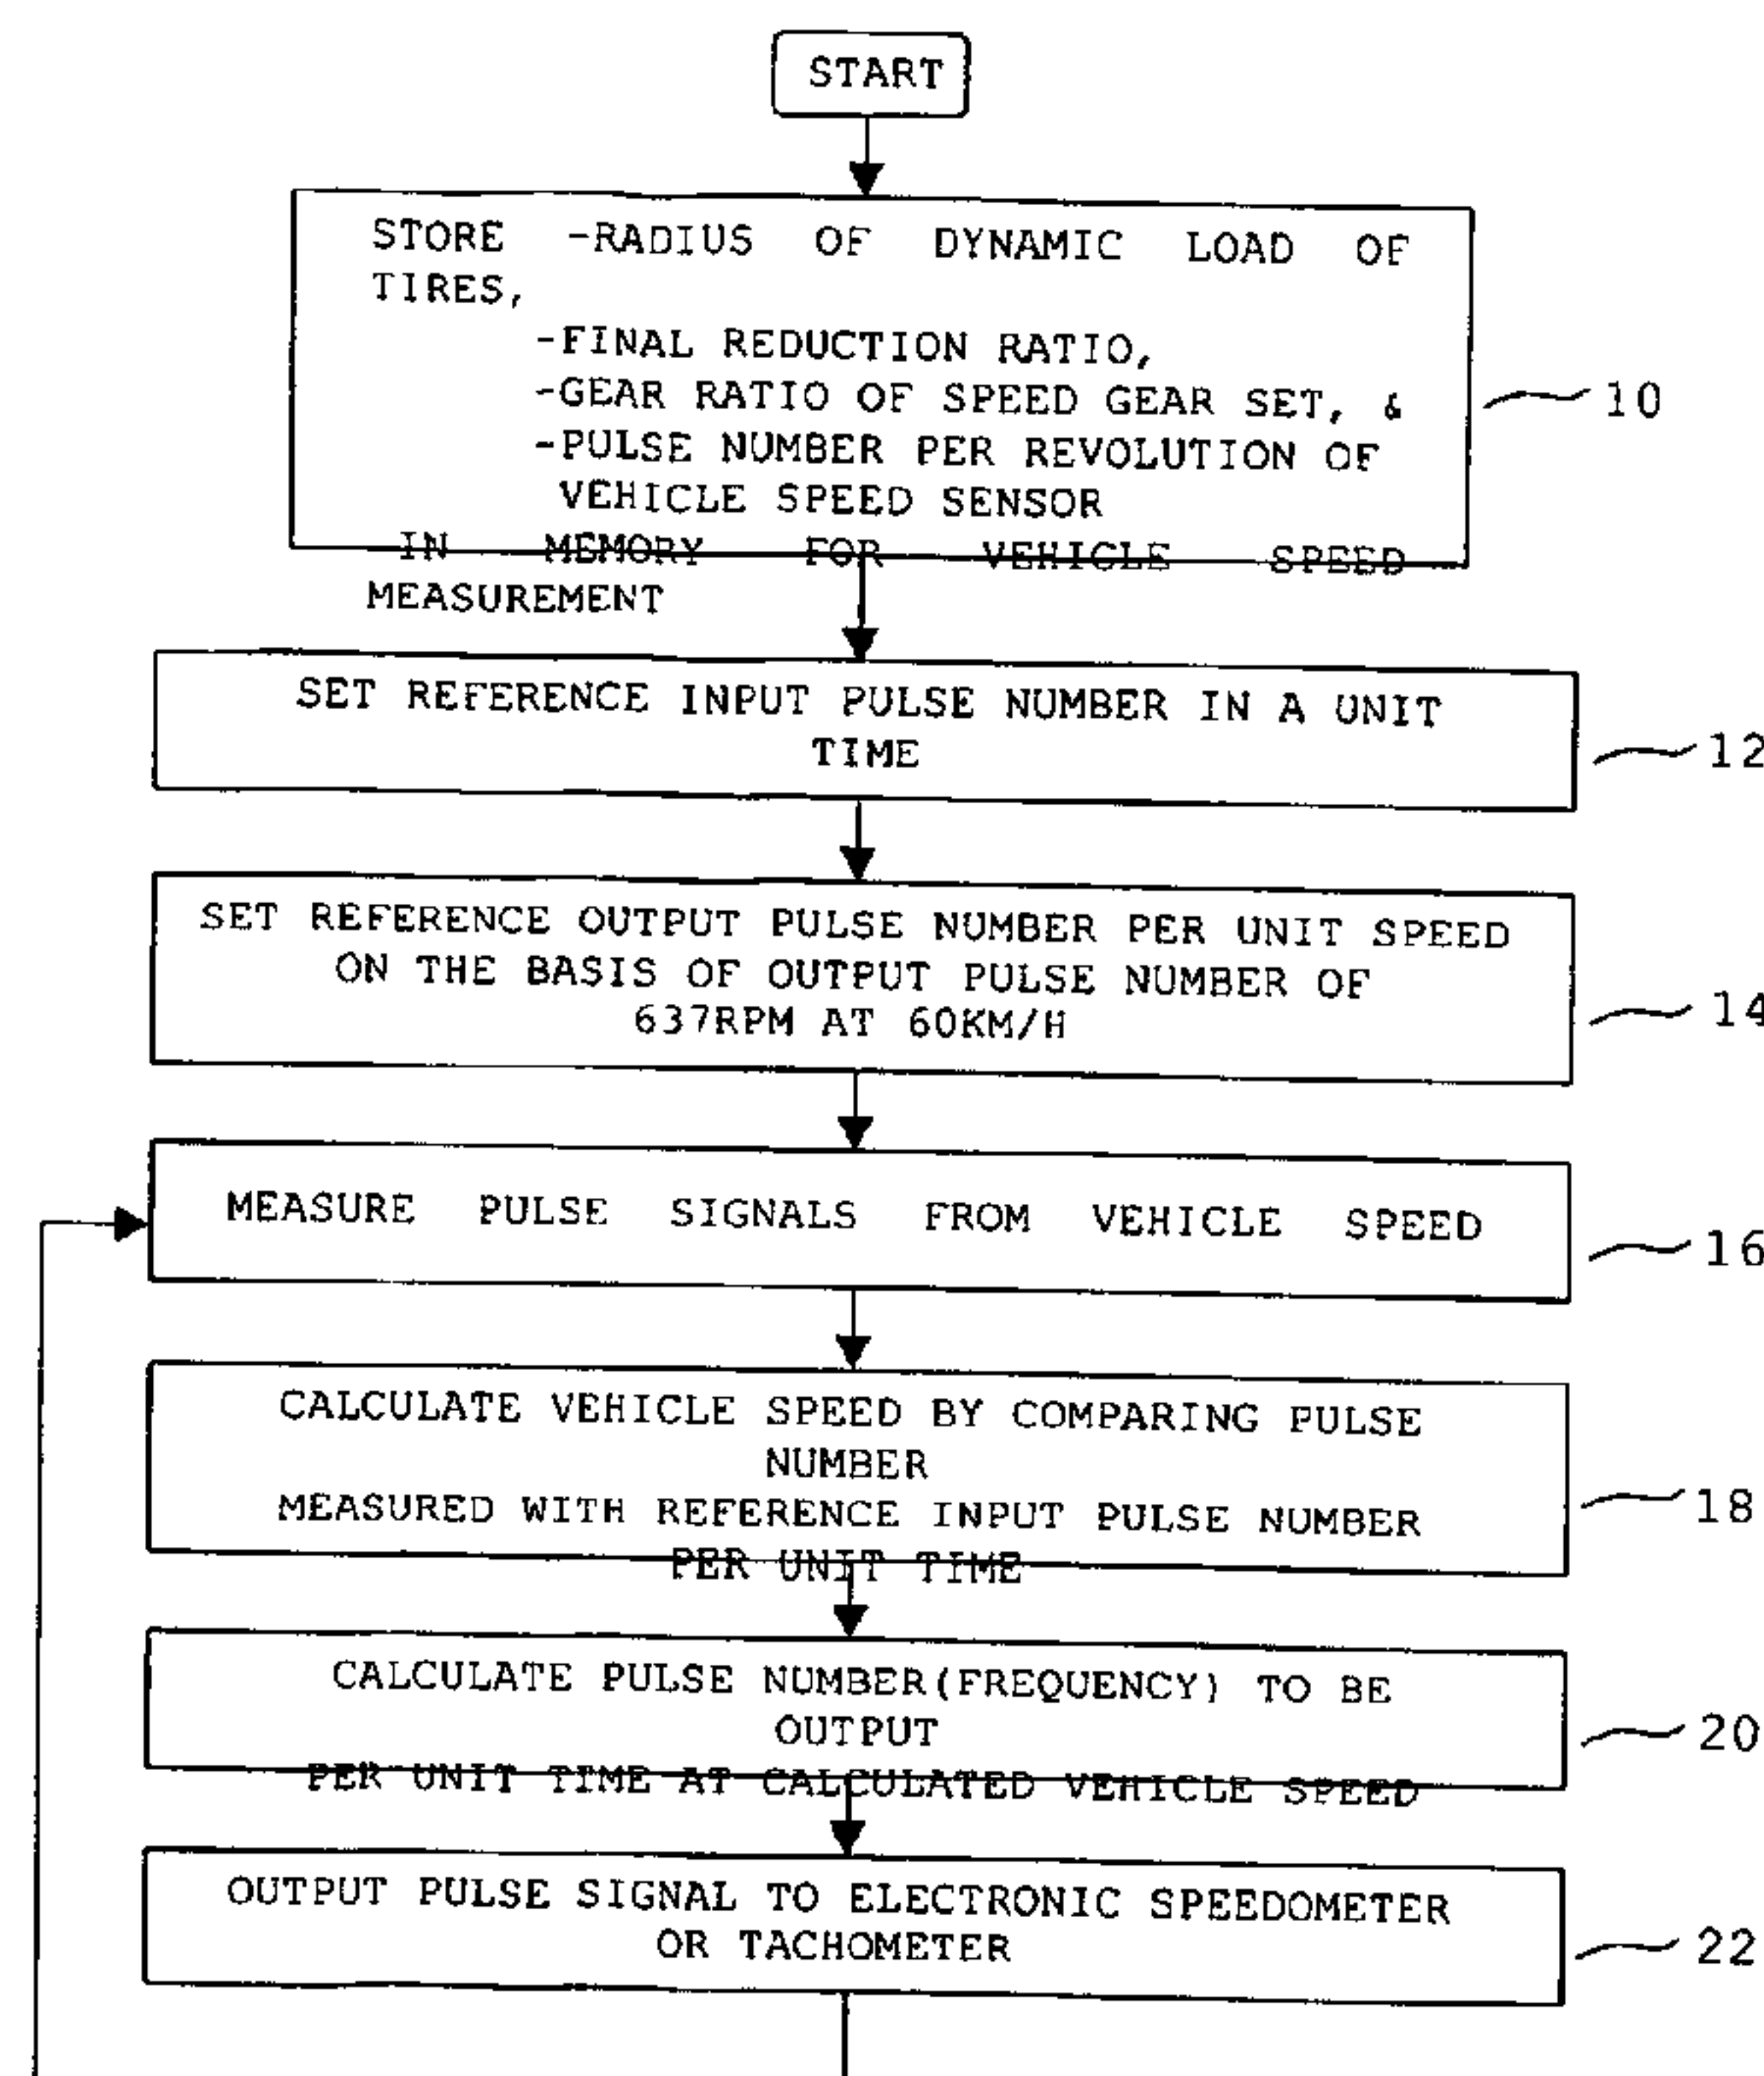 START
STORE -RADIUS OF DYNAMIC LOAD OF
TIRES,
-FINAL REDUCTION RATIO,
-GEAR RATIO OF SPEED GEAR SET, &
-PULSE NUMBER PER REVOLUTION OF
VEHICLE SPEED SENSOR
IN MEMORY FOR VEHICLE SPEED
MEASUREMENT
10
SET REFERENCE INPUT PULSE NUMBER IN A UNIT
TIME
12
SET REFERENCE OUTPUT PULSE NUMBER PER UNIT SPEED
ON THE BASIS OF OUTPUT PULSE NUMBER OF
637RPM AT 60KM/H
14
MEASURE PULSE SIGNALS FROM VEHICLE SPEED
16
CALCULATE VEHICLE SPEED BY COMPARING PULSE
NUMBER
MEASURED WITH REFERENCE INPUT PULSE NUMBER
PER UNIT TIME
18
CALCULATE PULSE NUMBER(FREQUENCY) TO BE
OUTPUT
PER UNIT TIME AT CALCULATED VEHICLE SPEED
20
OUTPUT PULSE SIGNAL TO ELECTRONIC SPEEDOMETER
OR TACHOMETER
22